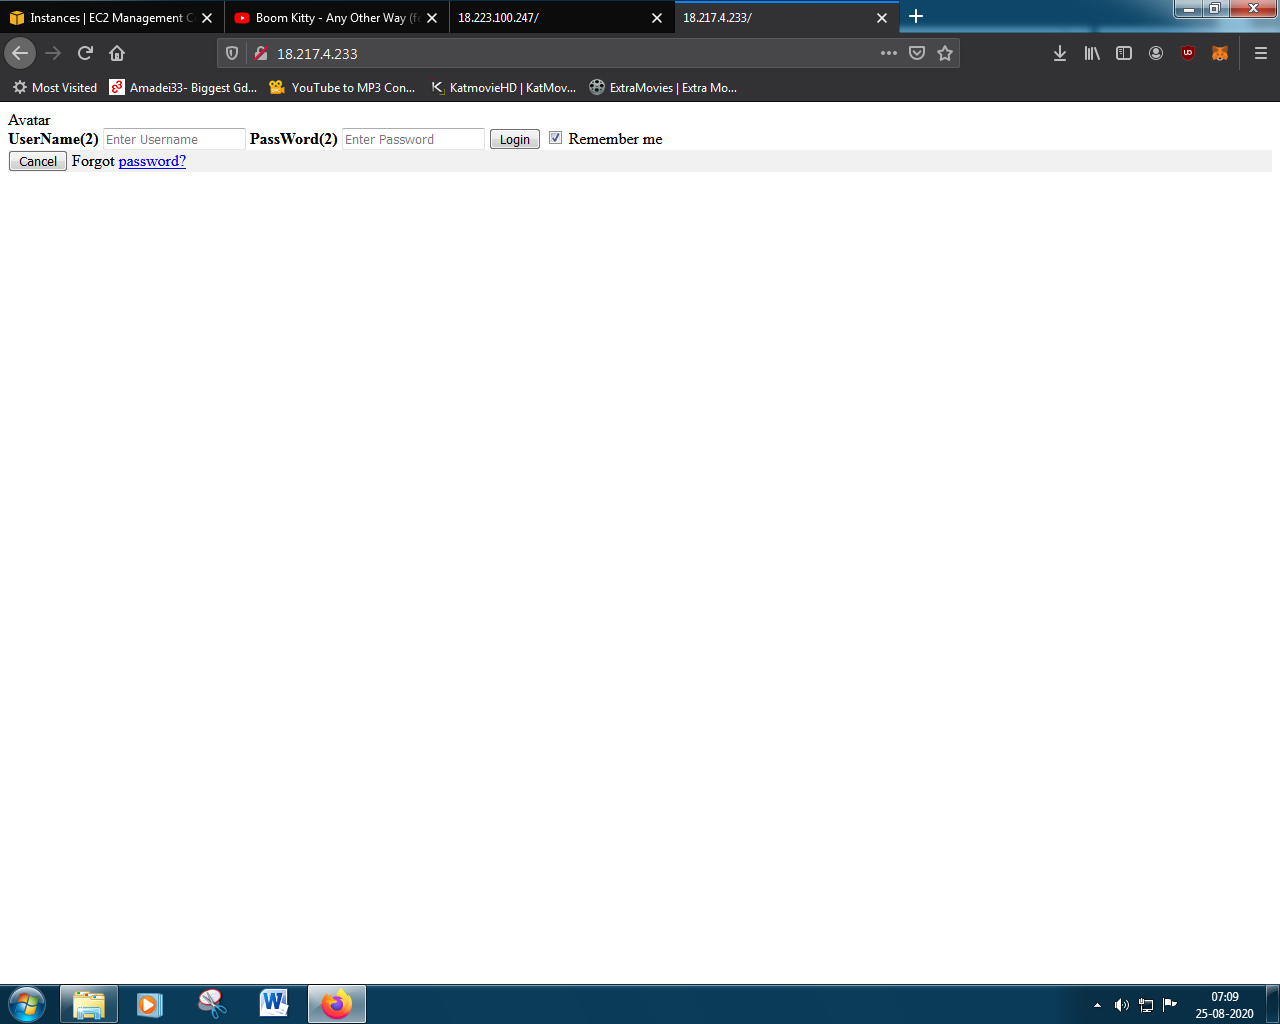 Instances | EC2 Management C
Boom Kitty - Any Other Way (fe
18.223.100.247/
18.217.4.233/
18.217.4.233
Most Visited
Amadei33- Biggest Gd...
YouTube to MP3 Con...
KatmovieHD | KatMov...
ExtraMovies | Extra Mo...
Avatar
UserName(2) Enter Username PassWord(2) Enter Password Login Remember me
Cancel Forgot password?
07:09
25-08-2020